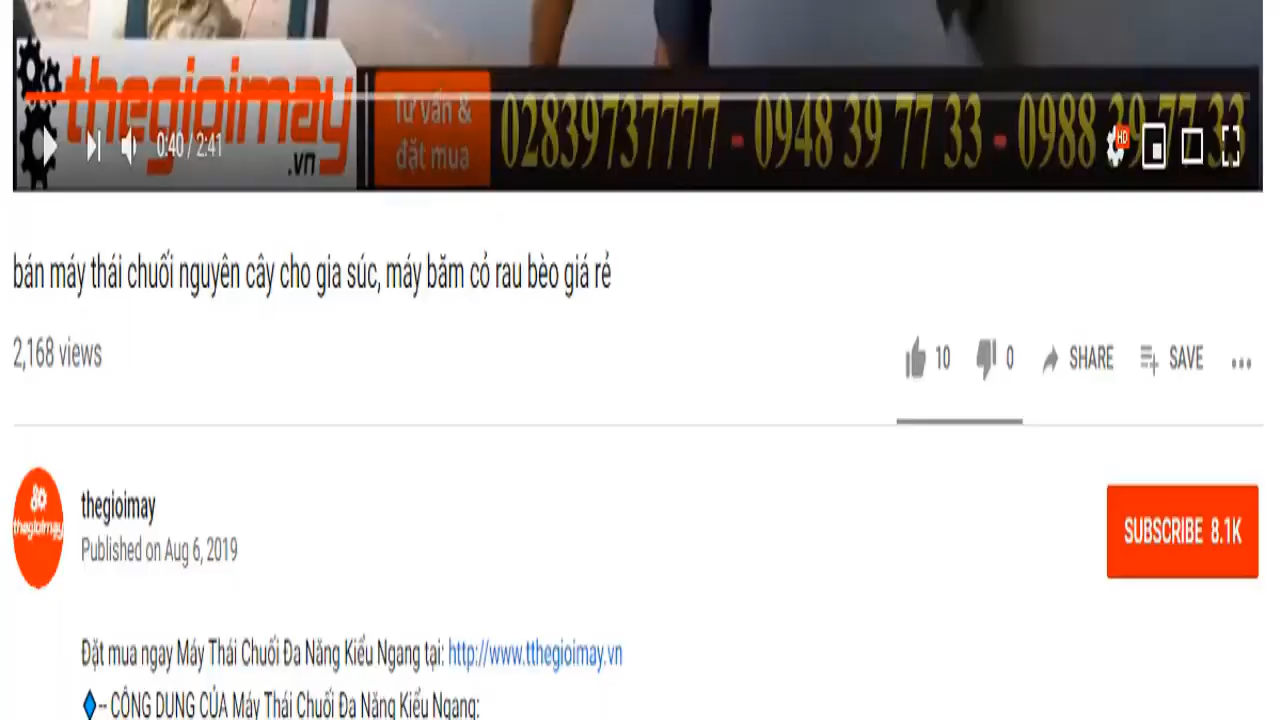 thegioimay
.vn
Tư vấn &
đặt mua
02839737777 - 0948 39 77 33 - 0988 39 77 33
HD
0:40 / 2:41
bán máy thái chuối nguyên cây cho gia súc, máy băm cỏ rau bèo giá rẻ
2,168 views
10 0 SHARE SAVE
thegioimay
thegioimay
Published on Aug 6, 2019
SUBSCRIBE 8.1K
Đặt mua ngay Máy Thái Chuối Đa Năng Kiểu Ngang tại: http://www.tthegioimay.vn
-- CÔNG DỤNG CỦA Máy Thái Chuối Đa Năng Kiểu Ngang: